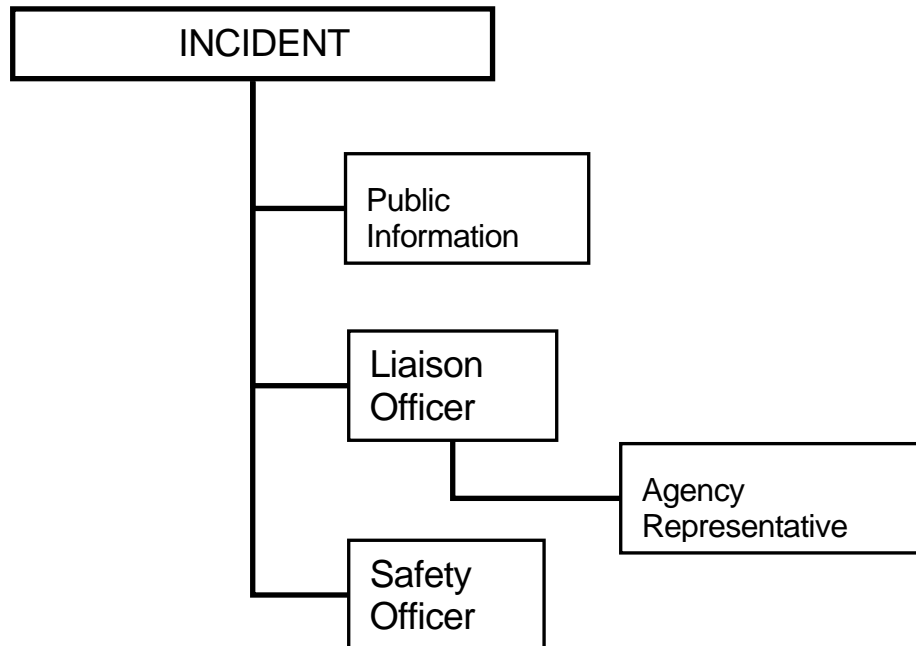 INCIDENT
Public
Information
Liaison
Officer
Agency
Representative
Safety
Officer